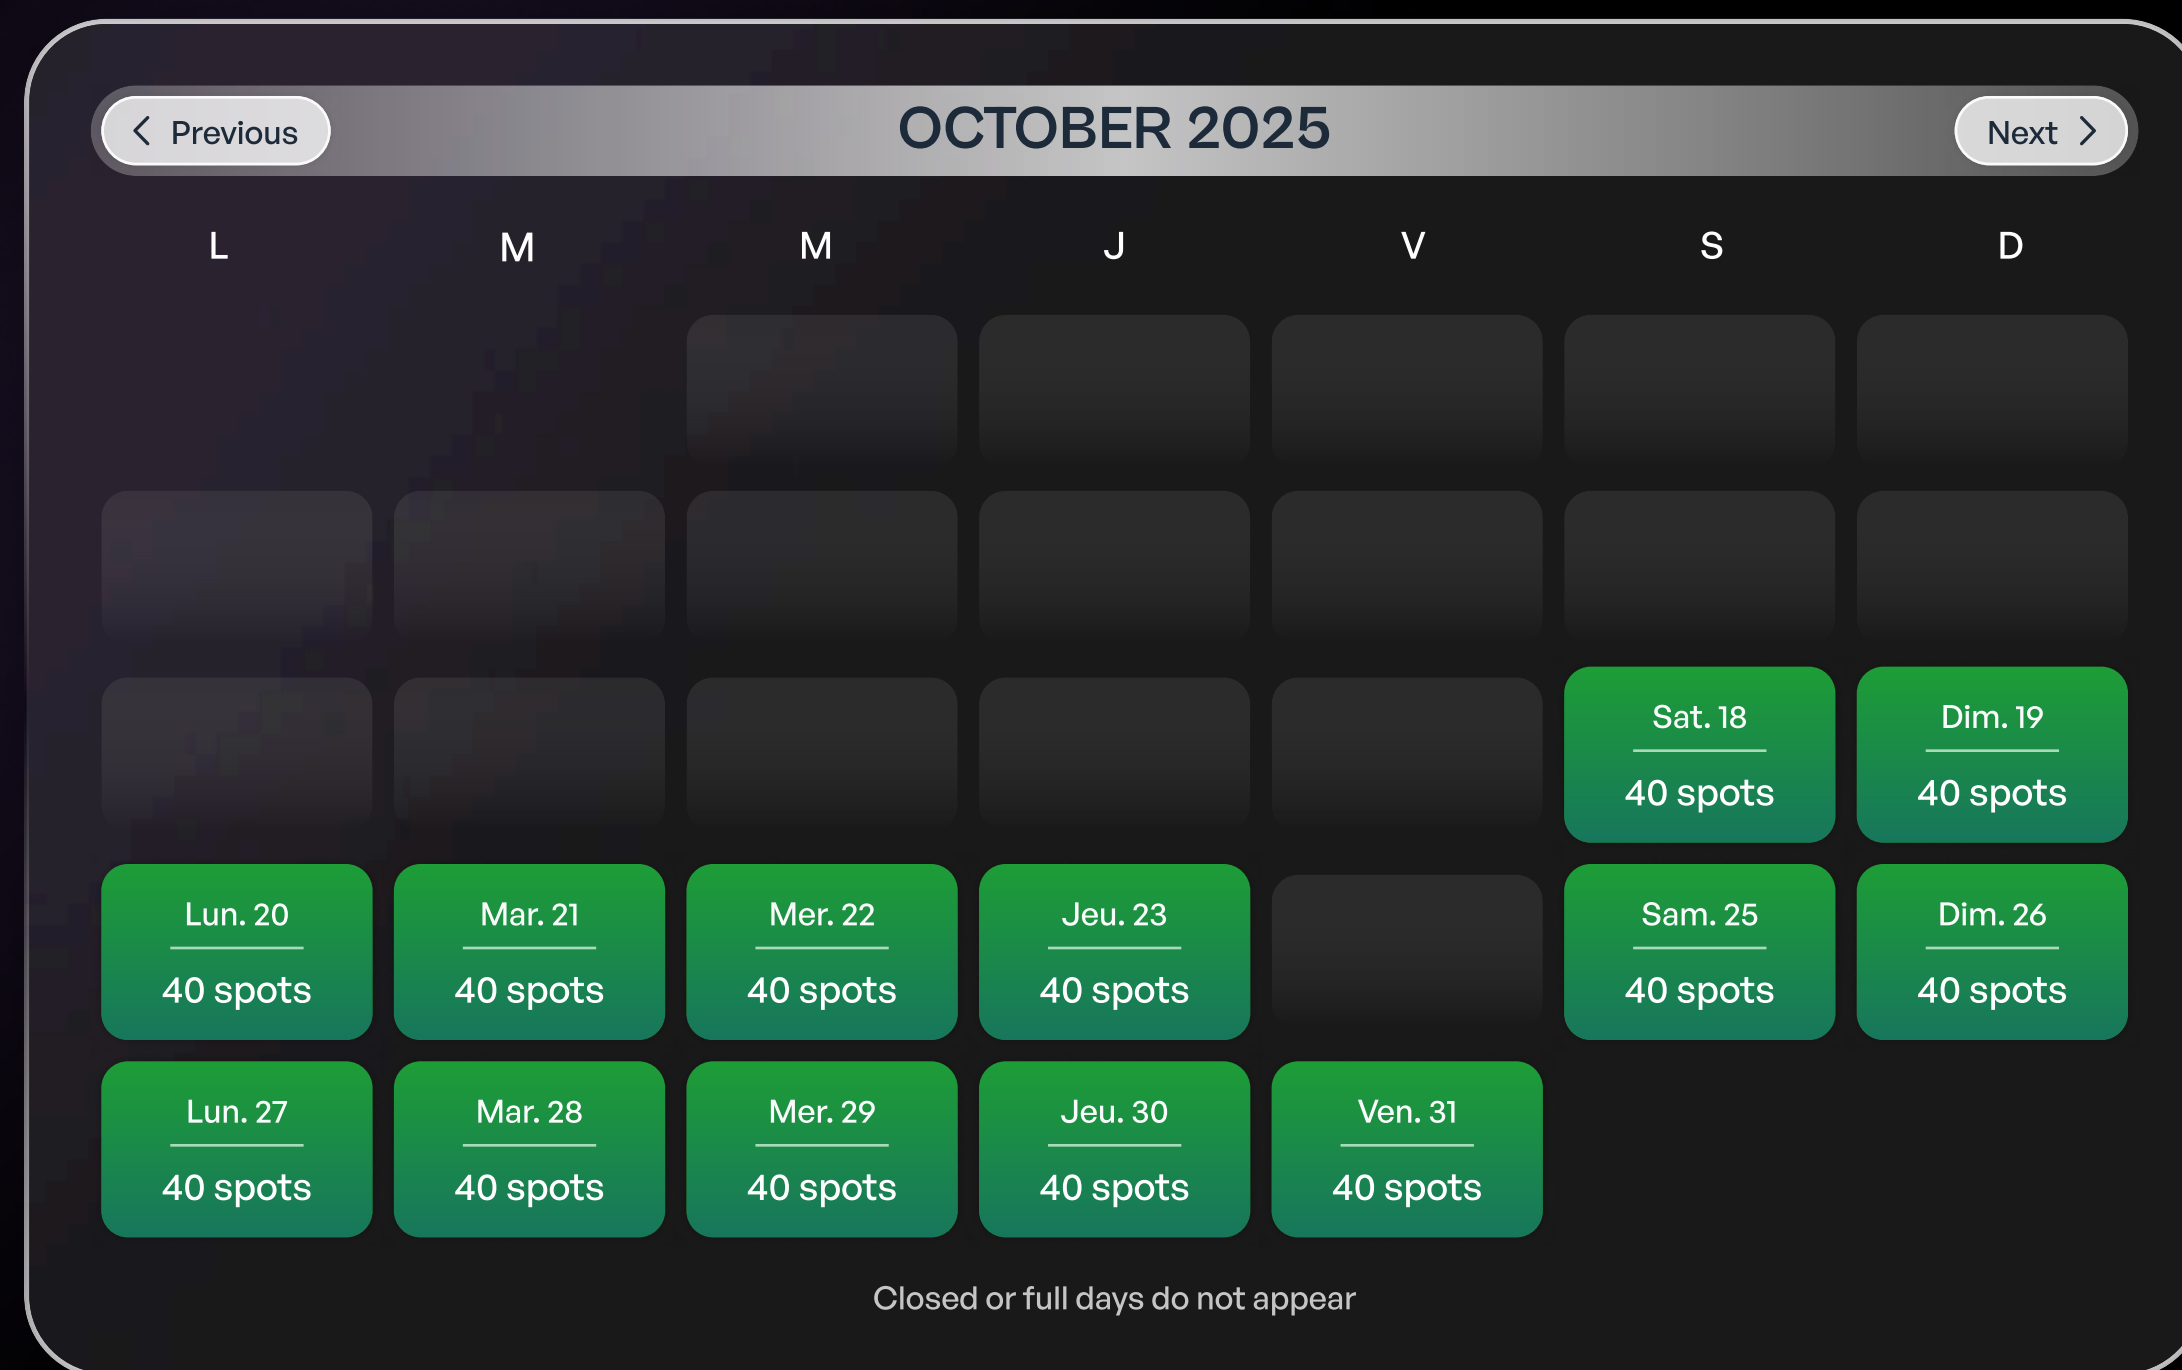 Previous
OCTOBER 2025
Next
L M M J V S D
Sat. 18
40 spots
Dim. 19
40 spots
Lun. 20
40 spots
Mar. 21
40 spots
Mer. 22
40 spots
Jeu. 23
40 spots
Sam. 25
40 spots
Dim. 26
40 spots
Lun. 27
40 spots
Mar. 28
40 spots
Mer. 29
40 spots
Jeu. 30
40 spots
Ven. 31
40 spots
Closed or full days do not appear